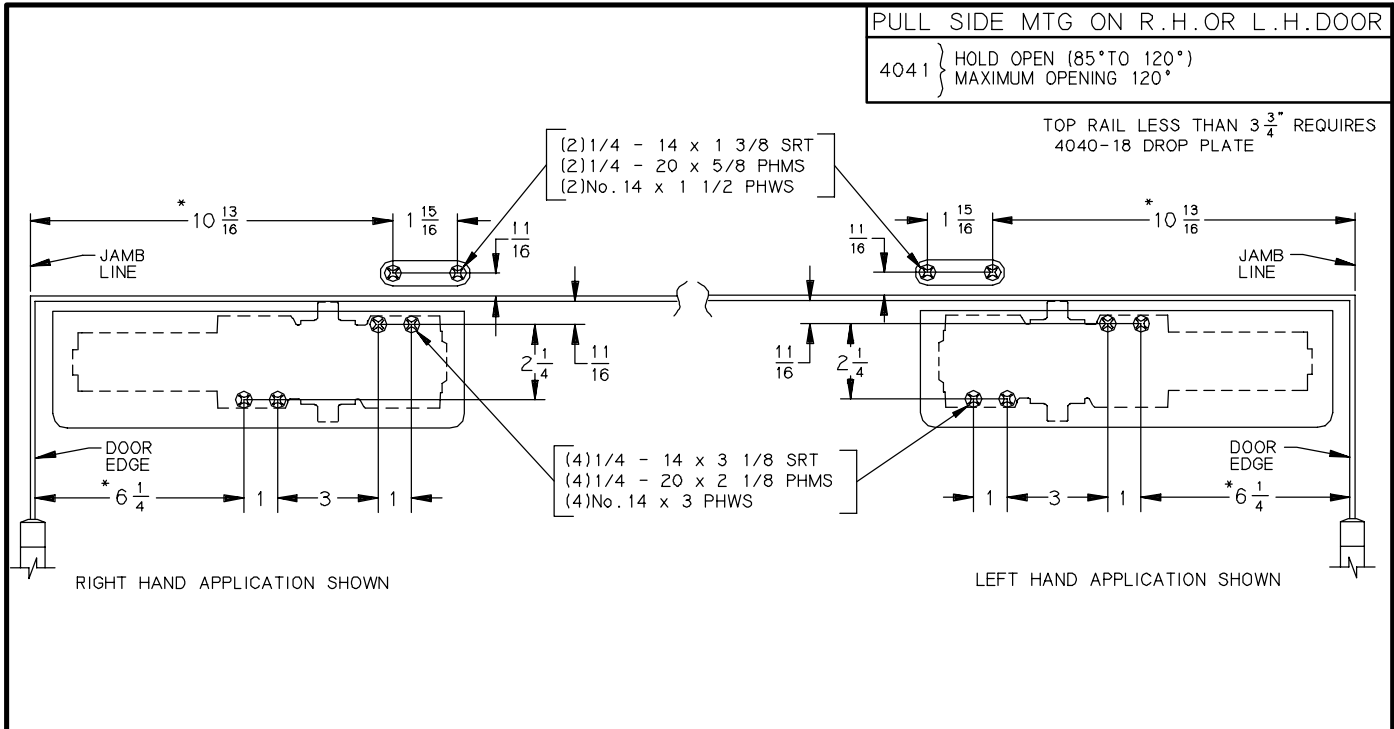 PULL SIDE MTG ON R.H.OR L.H.DOOR
4041 } HOLD OPEN (85°TO 120°)
MAXIMUM OPENING 120°
TOP RAIL LESS THAN 3 3/4" REQUIRES
4040-18 DROP PLATE
(2)1/4 - 14 x 1 3/8 SRT
(2)1/4 - 20 x 5/8 PHMS
(2)No.14 x 1 1/2 PHWS
* 10 13/16
1 15/16
11/16
11/16
1 15/16
* 10 13/16
JAMB
LINE
JAMB
LINE
2 1/4
11/16
11/16
2 1/4
DOOR
EDGE
(4)1/4 - 14 x 3 1/8 SRT
(4)1/4 - 20 x 2 1/8 PHMS
(4)No.14 x 3 PHWS
DOOR
EDGE
* 6 1/4
1
3
1
1
3
1
* 6 1/4
RIGHT HAND APPLICATION SHOWN
LEFT HAND APPLICATION SHOWN